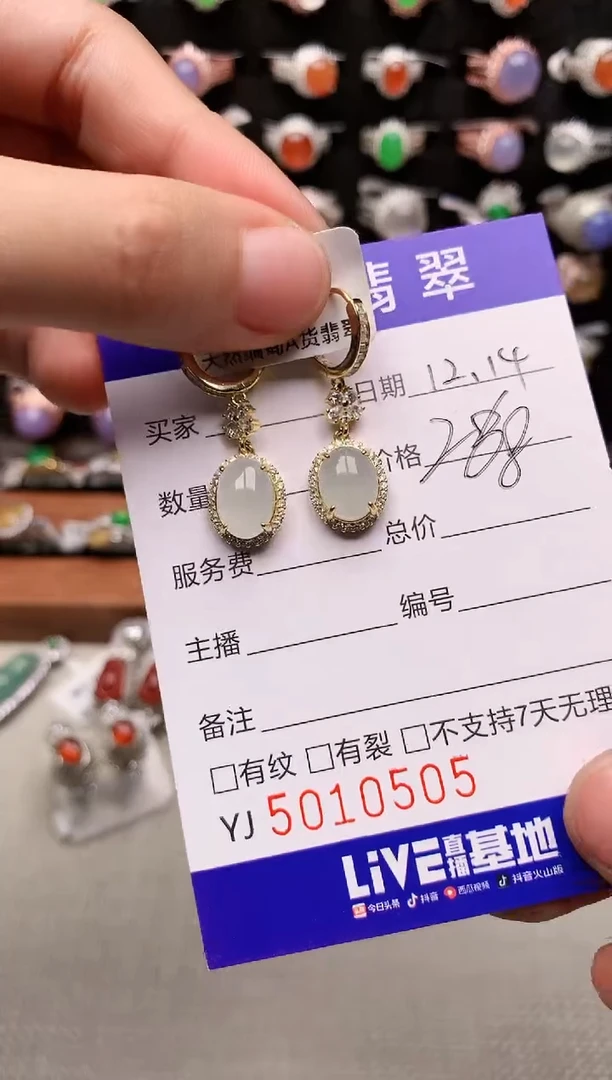 翡翠
天然缅甸A货翡翠
买家 日期 12.14
数量 价格 288
服务费 总价
主播 编号
备注
□有纹 □有裂 □不支持7天无理
YJ 5010505
LiVE直播基地
今日头条 抖音 西瓜视频 抖音火山版